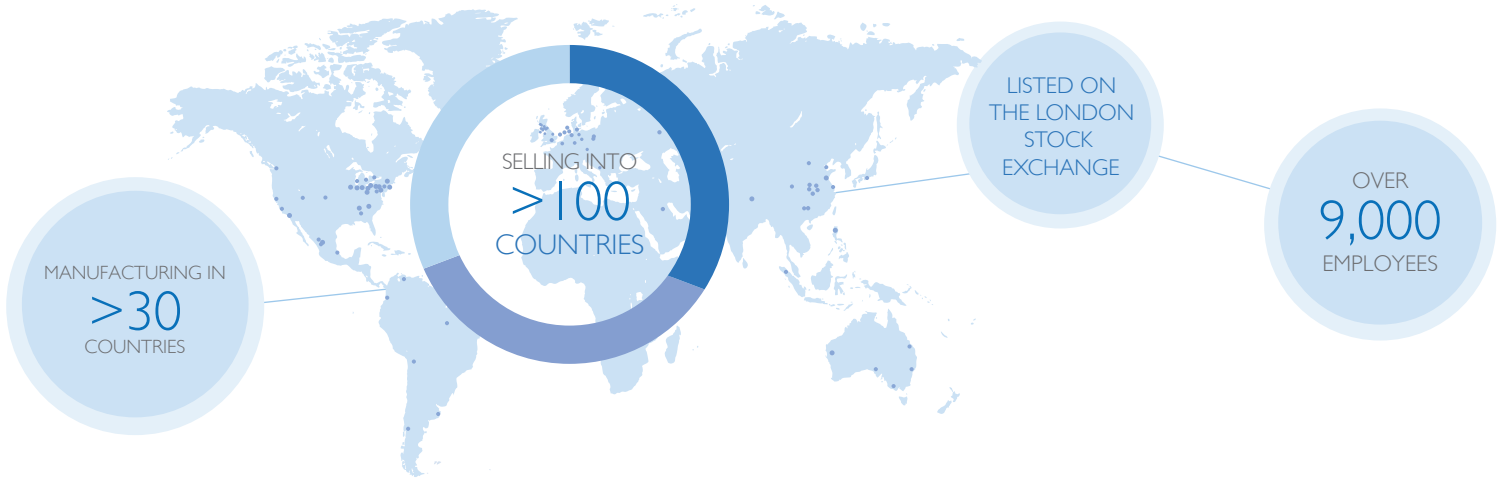 MANUFACTURING IN
>30
COUNTRIES
SELLING INTO
>100
COUNTRIES
LISTED ON
THE LONDON
STOCK
EXCHANGE
OVER
9,000
EMPLOYEES